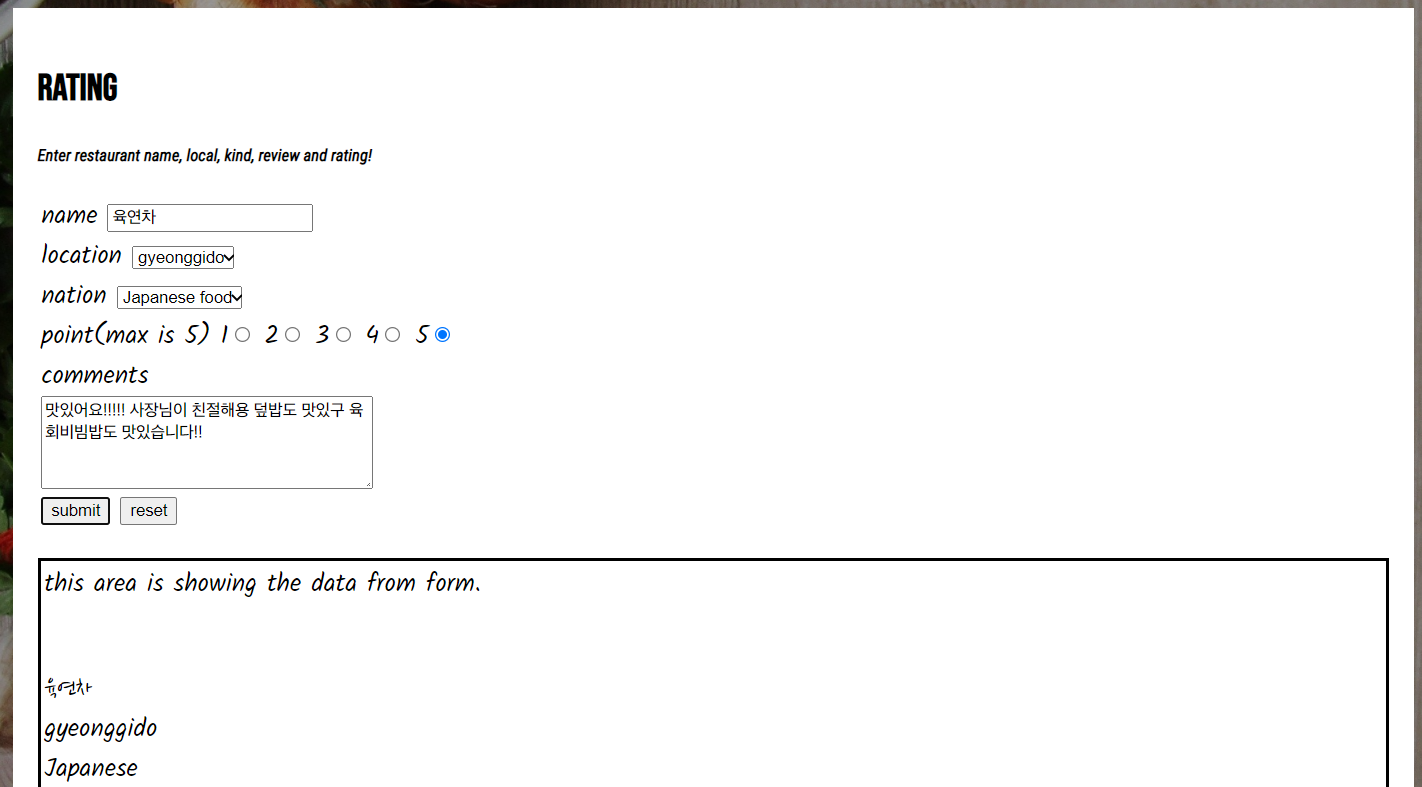 RATING
Enter restaurant name, local, kind, review and rating!
name 육연차
location gyeonggido
nation Japanese food
point(max is 5) 1 2 3 4 5
comments
맛있어요!!!!! 사장님이 친절해용 덮밥도 맛있구 육
회비빔밥도 맛있습니다!!
submit reset
this area is showing the data from form.
육연차
gyeonggido
Japanese